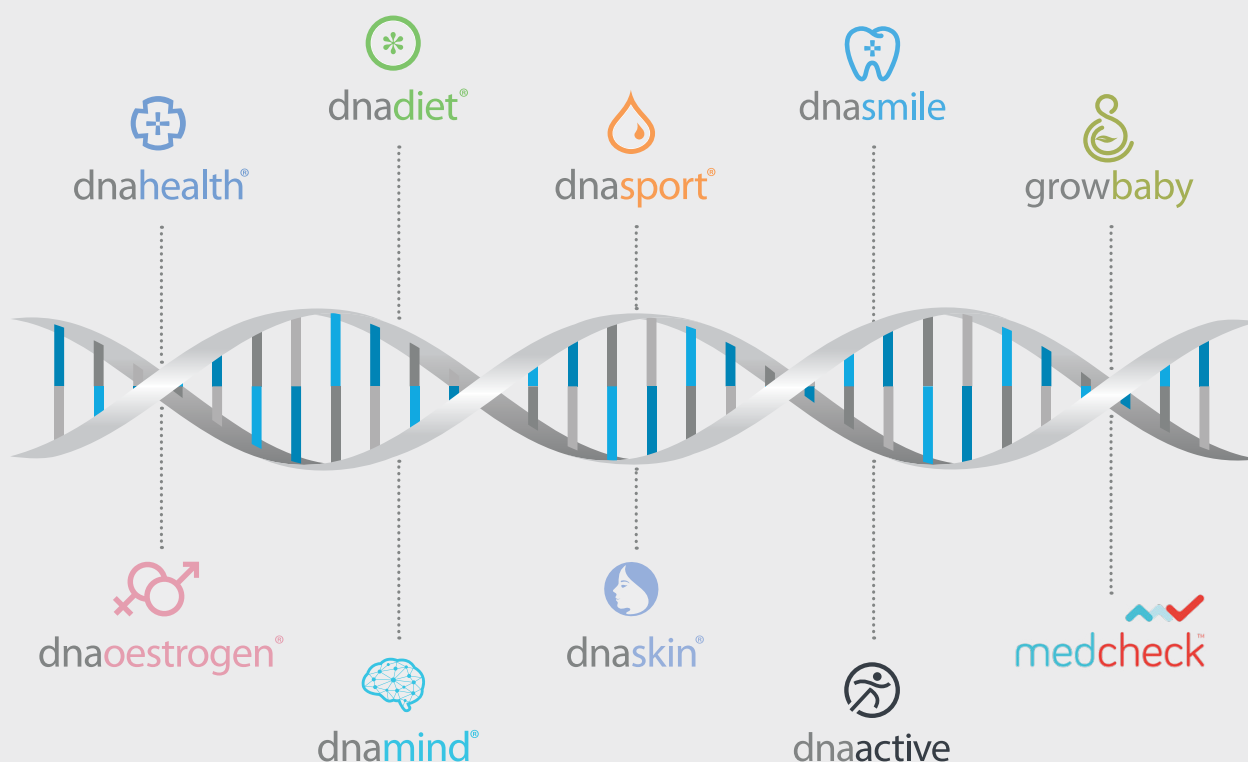 dnadiet®
dnasmile
dnahealth®
dnasport®
growbaby
dnaoestrogen®
dnaskin®
medcheck™
dnamind®
dnaactive